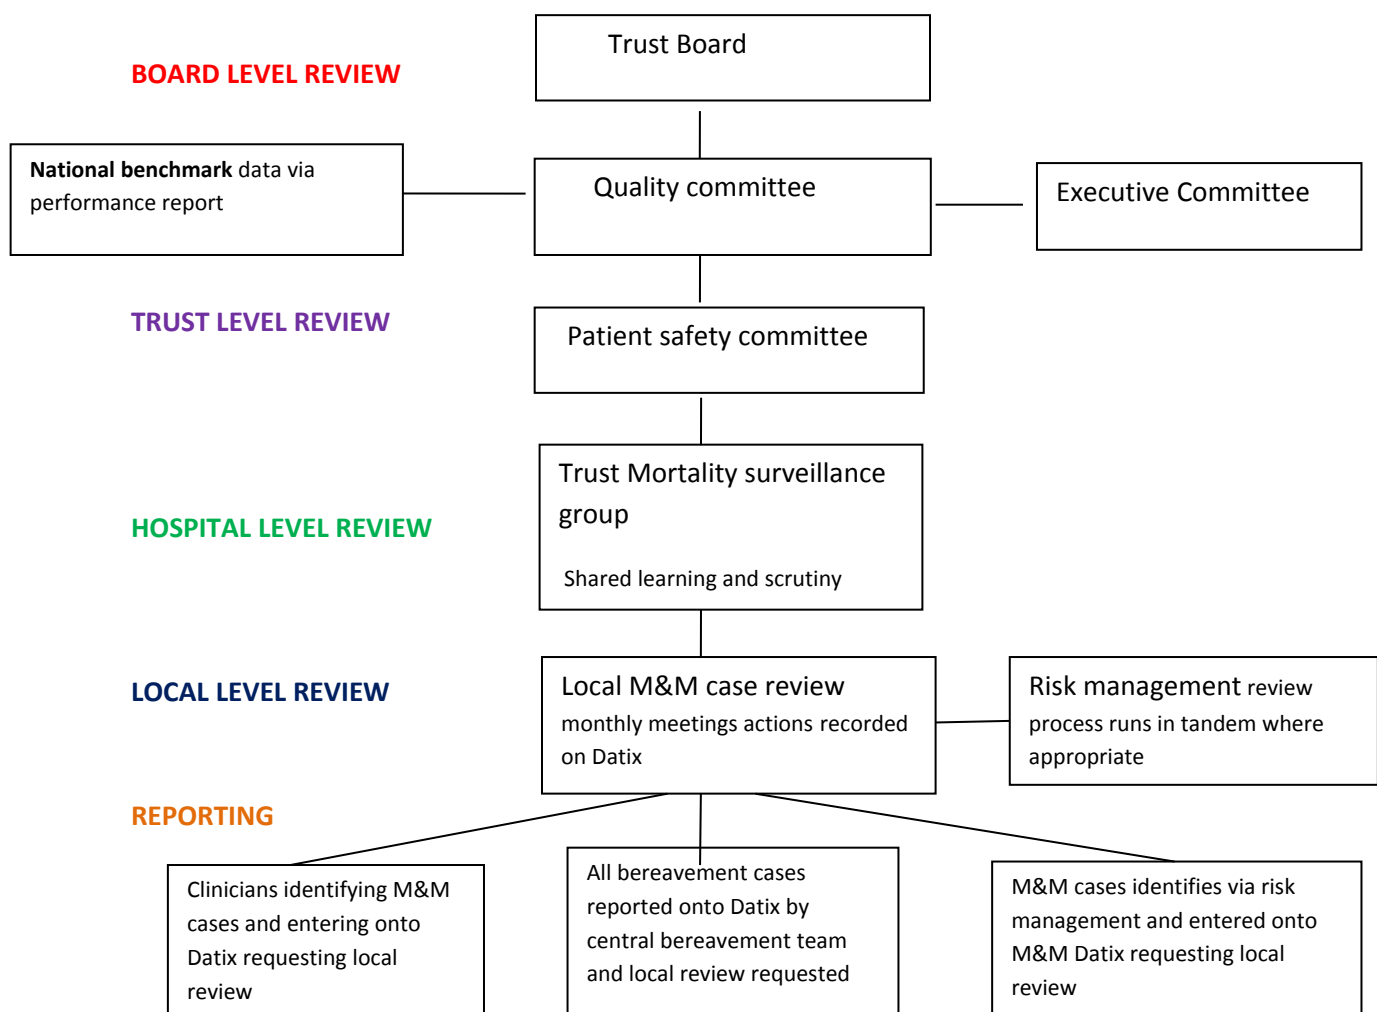 Trust Board
BOARD LEVEL REVIEW
National benchmark data via
performance report
Quality committee
Executive Committee
TRUST LEVEL REVIEW
Patient safety committee
Trust Mortality surveillance
group
Shared learning and scrutiny
HOSPITAL LEVEL REVIEW
LOCAL LEVEL REVIEW
Local M&M case review
monthly meetings actions recorded
on Datix
Risk management review
process runs in tandem where
appropriate
REPORTING
Clinicians identifying M&M
cases and entering onto
Datix requesting local
review
All bereavement cases
reported onto Datix by
central bereavement team
and local review requested
M&M cases identifies via risk
management and entered onto
M&M Datix requesting local
review